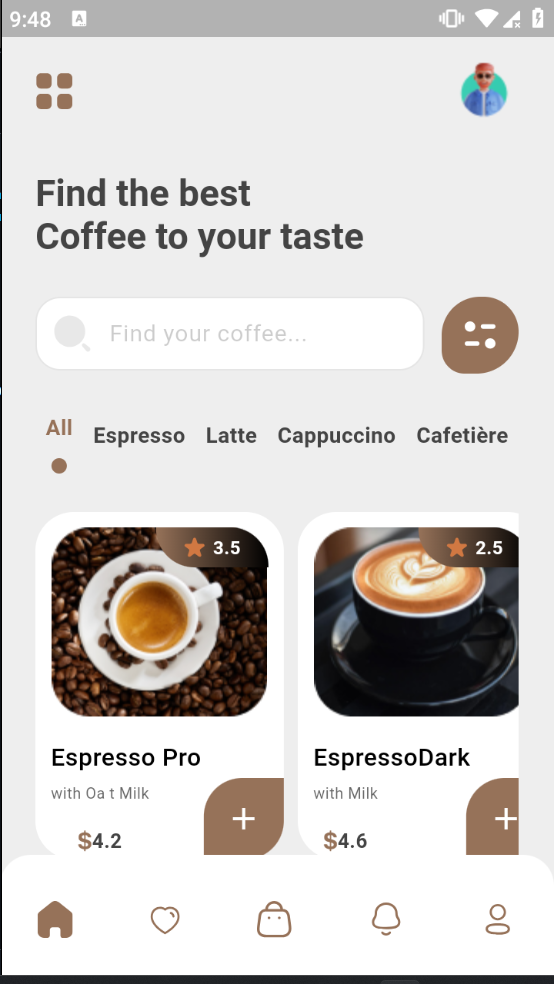 9:48 A
Find the best
Coffee to your taste
Find your coffee...
All Espresso Latte Cappuccino Cafetière
3.5 2.5
Espresso Pro EspressoDark
with Oa t Milk with Milk
$4.2 $4.6